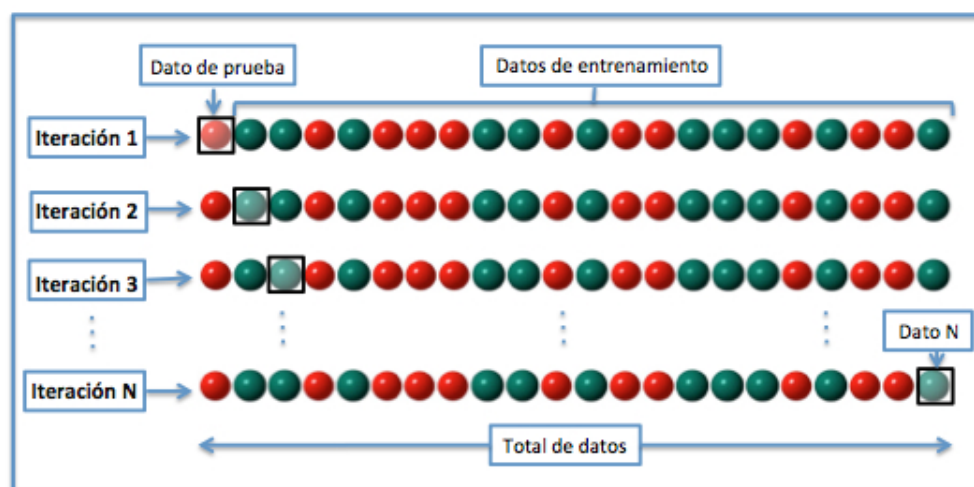 Dato de prueba
Datos de entrenamiento
Iteración 1
Iteración 2
Iteración 3
Dato N
Iteración N
Total de datos